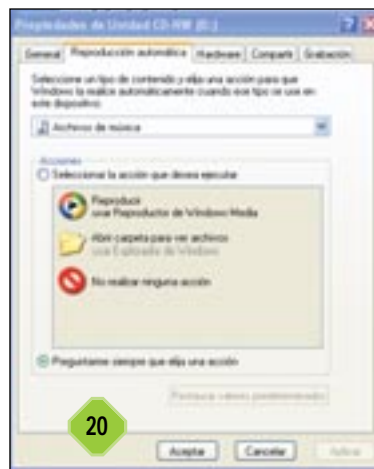 Propiedades de Unidad CD-RW (D:)
General Reproducción automática Hardware Compartir Grabación
Seleccione un tipo de contenido y elija una acción para que
Windows la realice automáticamente cuando ese tipo se use en
este dispositivo:
Archivos de música
Acciones
Seleccionar la acción que desea ejecutar
Reproducir
usar Reproductor de Windows Media
Abrir carpeta para ver archivos
usar Explorador de Windows
No realizar ninguna acción
Preguntarme siempre que elija una acción
Restaurar valores predeterminados
20
Aceptar Cancelar Aplicar